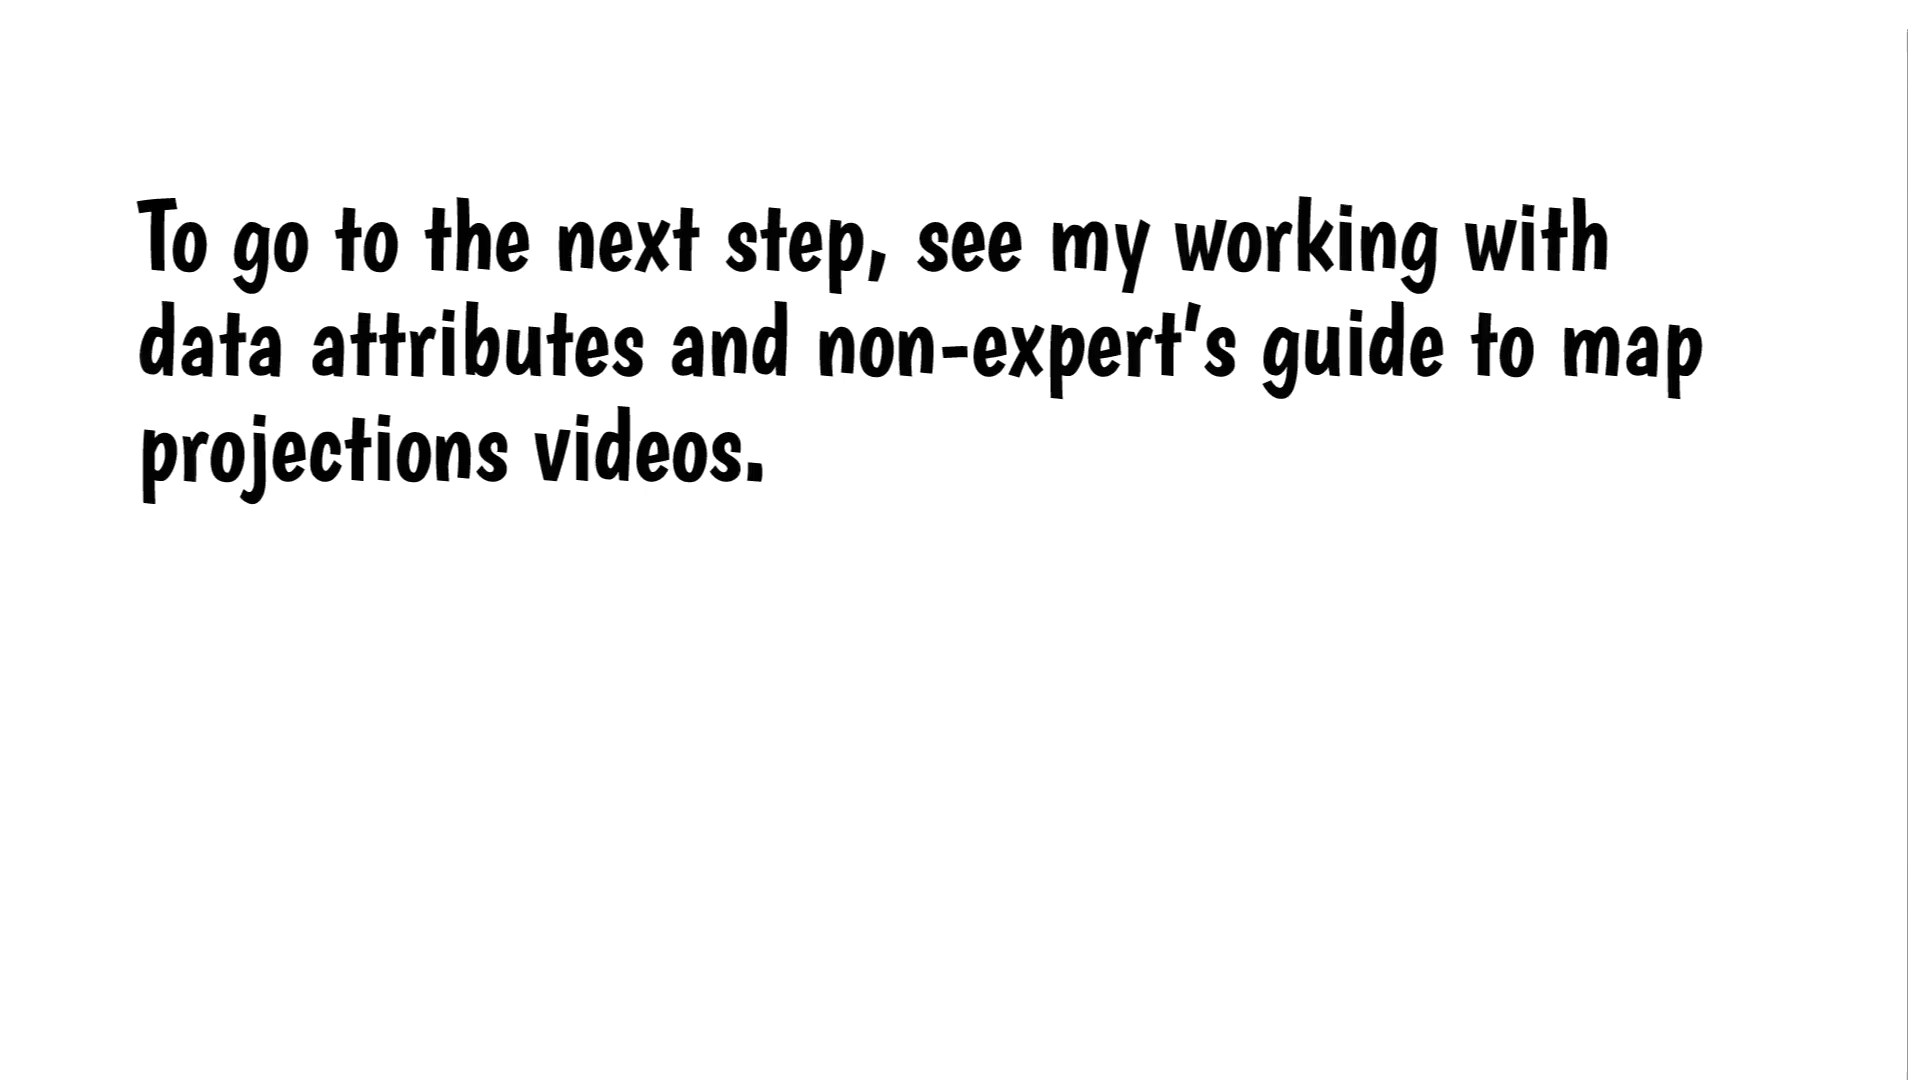 To go to the next step, see my working with
data attributes and non-expert's guide to map
projections videos.